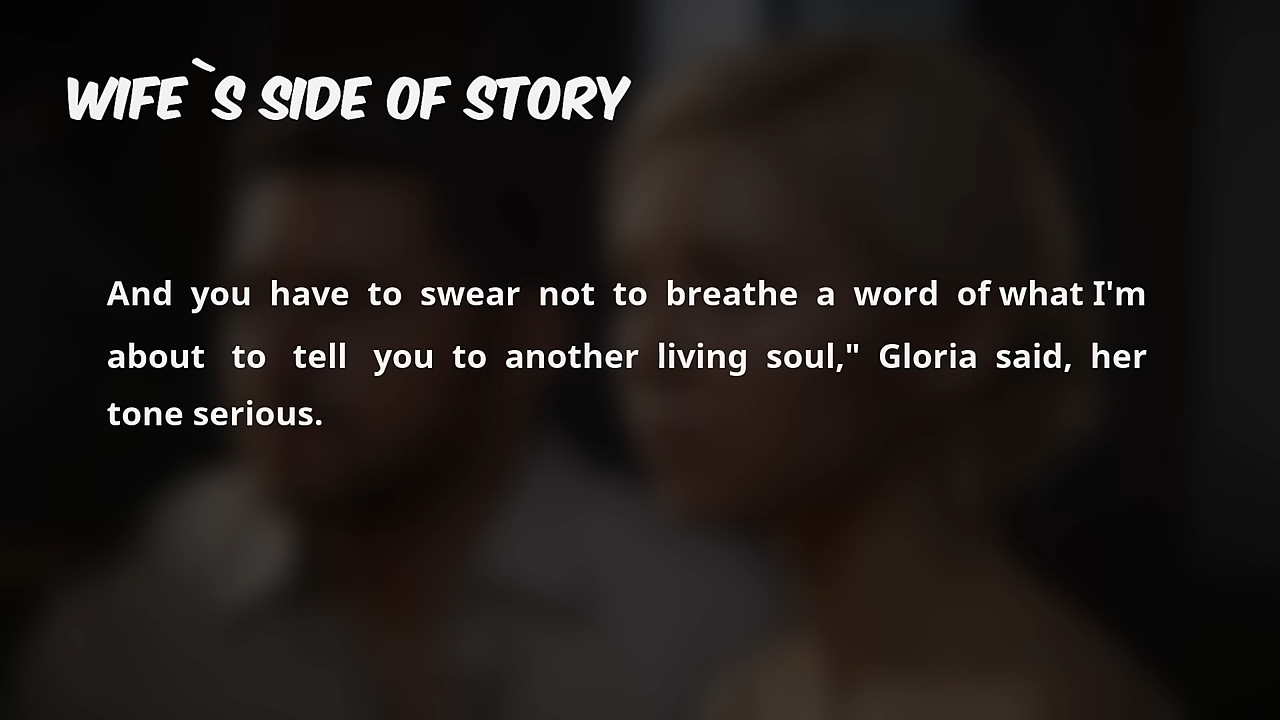 WIFE`S SIDE OF STORY
And you have to swear not to breathe a word of what I'm
about to tell you to another living soul," Gloria said, her
tone serious.